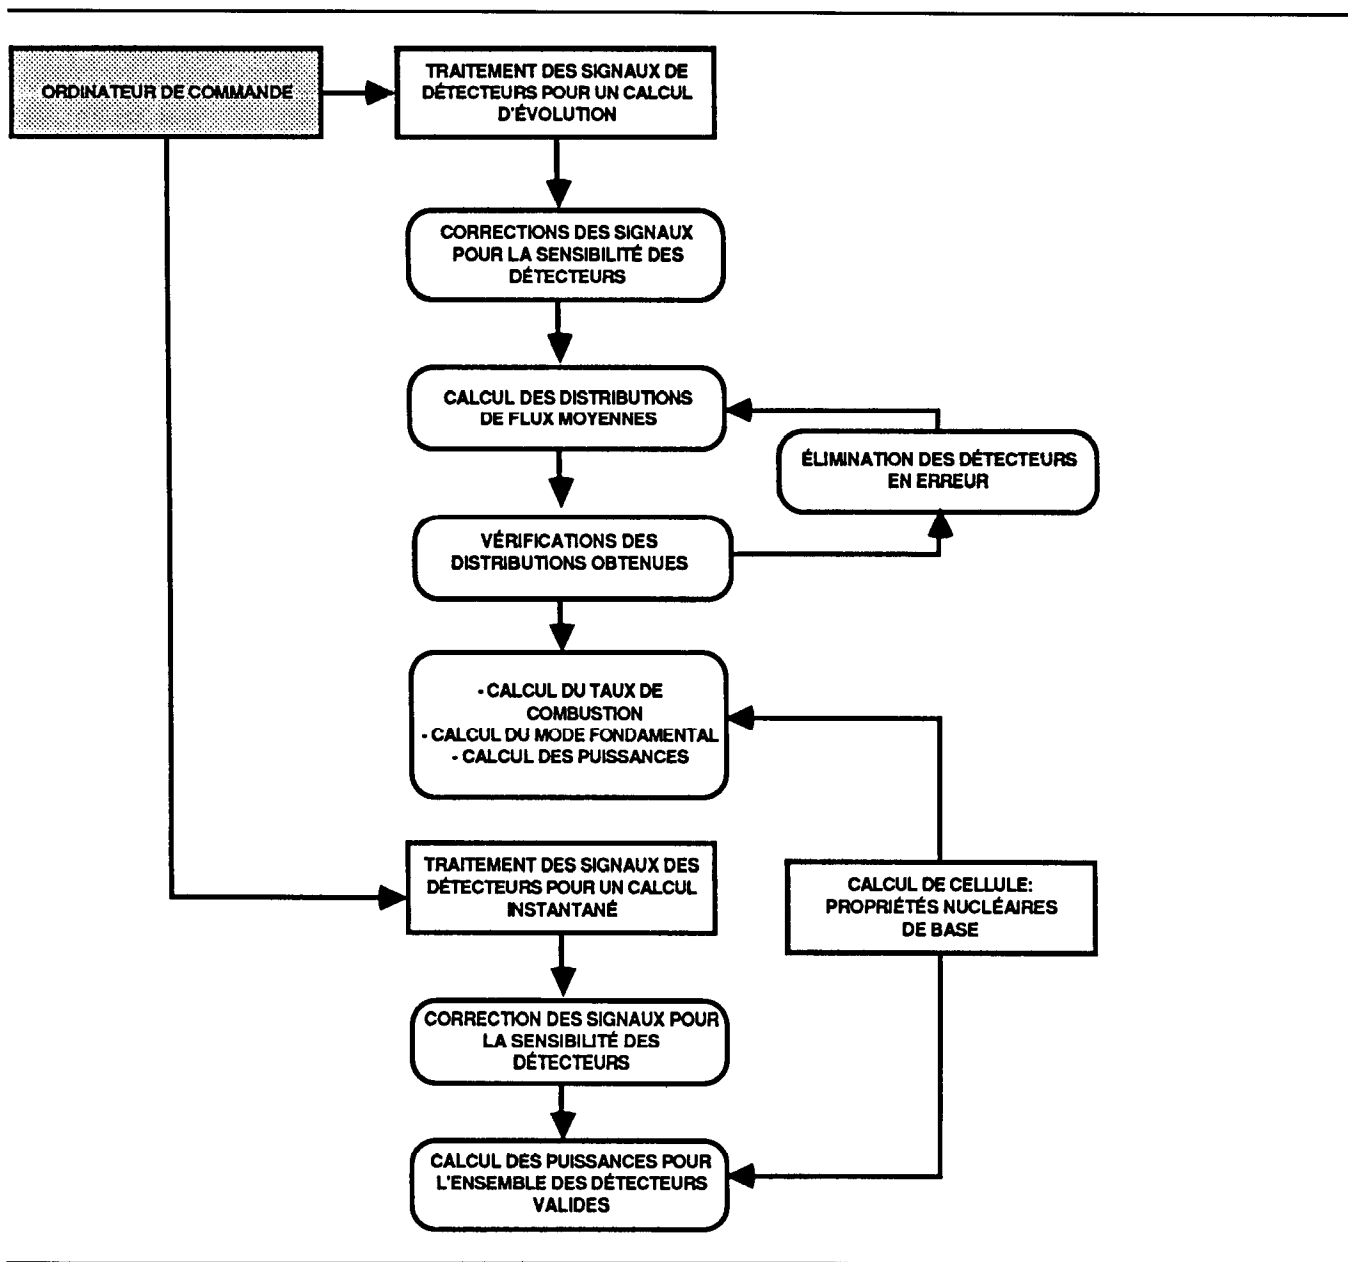 ORDINATEUR DE COMMANDE
TRAITEMENT DES SIGNAUX DE
DÉTECTEURS POUR UN CALCUL
D'ÉVOLUTION
CORRECTIONS DES SIGNAUX
POUR LA SENSIBILITÉ DES
DÉTECTEURS
CALCUL DES DISTRIBUTIONS
DE FLUX MOYENNES
ÉLIMINATION DES DÉTECTEURS
EN ERREUR
VÉRIFICATIONS DES
DISTRIBUTIONS OBTENUES
- CALCUL DU TAUX DE
COMBUSTION
- CALCUL DU MODE FONDAMENTAL
- CALCUL DES PUISSANCES
TRAITEMENT DES SIGNAUX DES
DÉTECTEURS POUR UN CALCUL
INSTANTANÉ
CALCUL DE CELLULE:
PROPRIÉTÉS NUCLÉAIRES
DE BASE
CORRECTION DES SIGNAUX POUR
LA SENSIBILITÉ DES
DÉTECTEURS
CALCUL DES PUISSANCES POUR
L'ENSEMBLE DES DÉTECTEURS
VALIDES